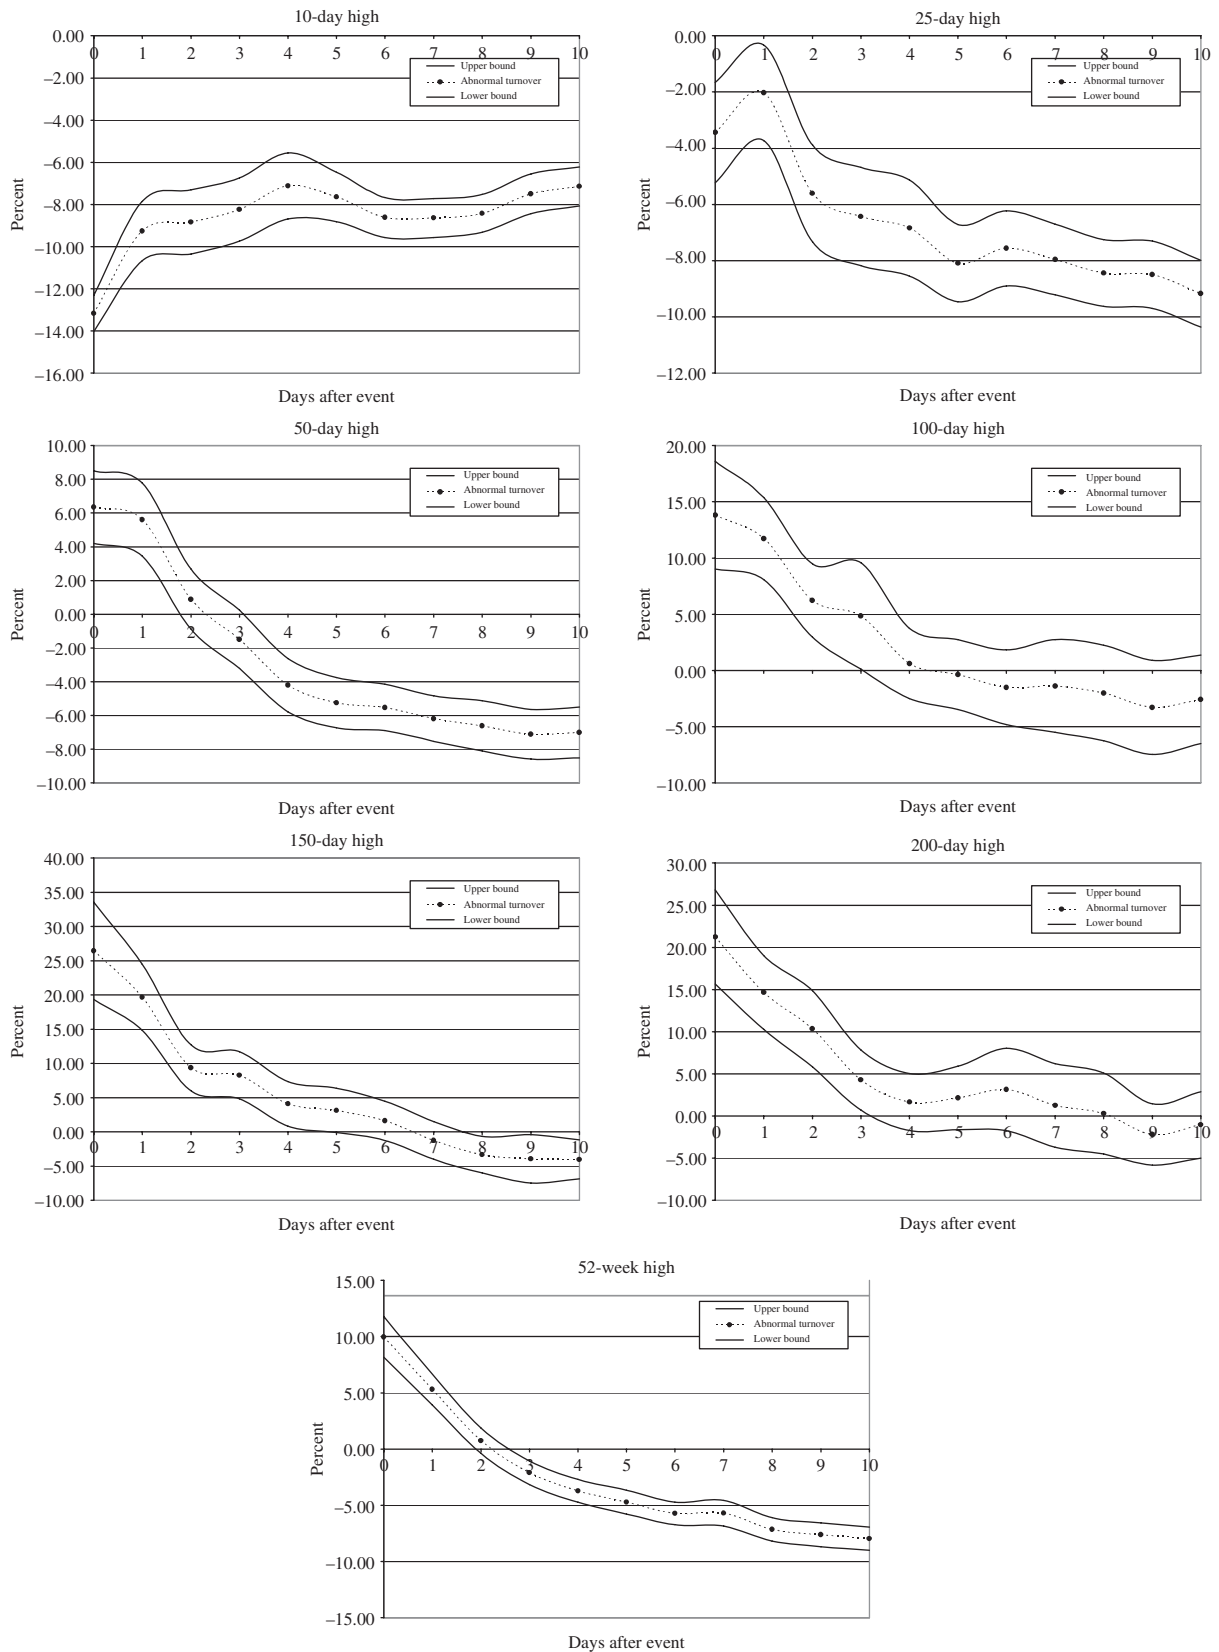 10-day high
0.00
0 1 2 3 4 5 6 7 8 9 10
Upper bound
–2.00
Abnormal turnover
Lower bound
–4.00
–6.00
–8.00
–10.00
–12.00
–14.00
–16.00
Percent
Days after event
25-day high
0.00
0 1 2 3 4 5 6 7 8 9 10
Upper bound
Abnormal turnover
–2.00
Lower bound
–4.00
–6.00
–8.00
–10.00
–12.00
Percent
Days after event
50-day high
10.00
8.00
Upper bound
Abnormal turnover
6.00
Lower bound
4.00
2.00
0.00
0 1 2 3 4 5 6 7 8 9 10
–2.00
–4.00
–6.00
–8.00
–10.00
Percent
Days after event
100-day high
20.00
Upper bound
Abnormal turnover
15.00
Lower bound
10.00
5.00
0.00
0 1 2 3 4 5 6 7 8 9 10
–5.00
–10.00
Percent
Days after event
150-day high
40.00
35.00
Upper bound
Abnormal turnover
30.00
Lower bound
25.00
20.00
15.00
10.00
5.00
0.00
0 1 2 3 4 5 6 7 8 9 10
–5.00
–10.00
Percent
Days after event
200-day high
30.00
Upper bound
25.00
Abnormal turnover
Lower bound
20.00
15.00
10.00
5.00
0.00
0 1 2 3 4 5 6 7 8 9 10
–5.00
–10.00
Percent
Days after event
52-week high
15.00
Upper bound
Abnormal turnover
10.00
Lower bound
5.00
0.00
0 1 2 3 4 5 6 7 8 9 10
–5.00
–10.00
–15.00
Percent
Days after event